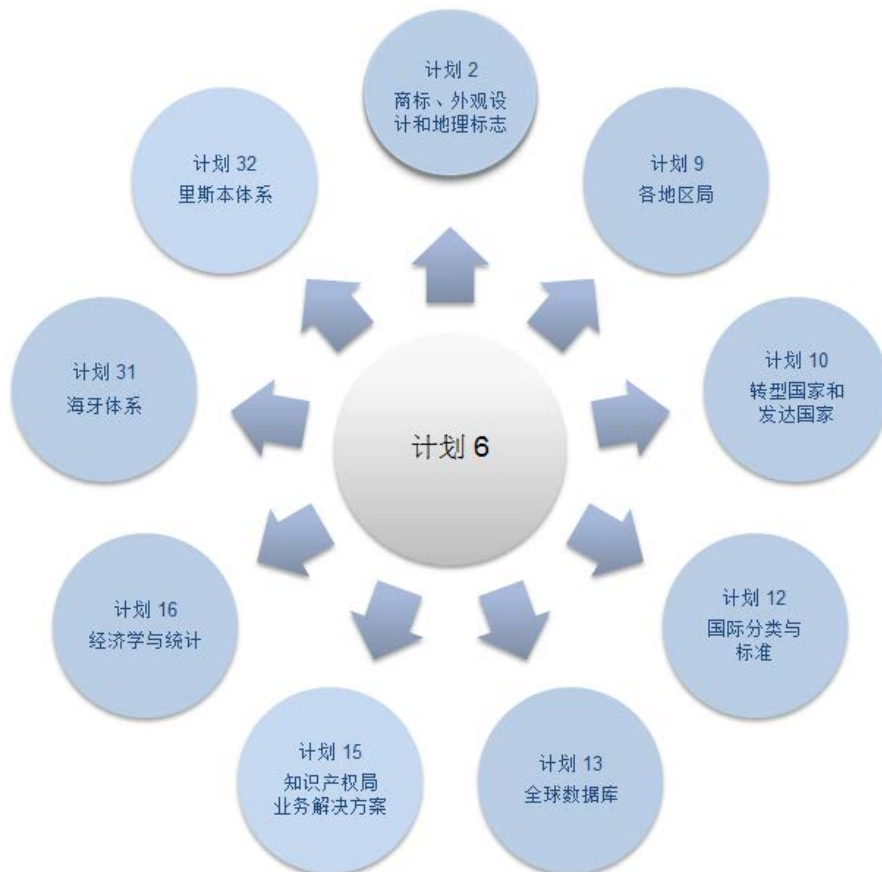 计划 2
商标、外观设
计和地理标志
计划 9
各地区局
计划 10
转型国家和
发达国家
计划 12
国际分类与
标准
计划 13
全球数据库
计划 15
知识产权局
业务解决方案
计划 16
经济学与统计
计划 31
海牙体系
计划 32
里斯本体系
计划 6